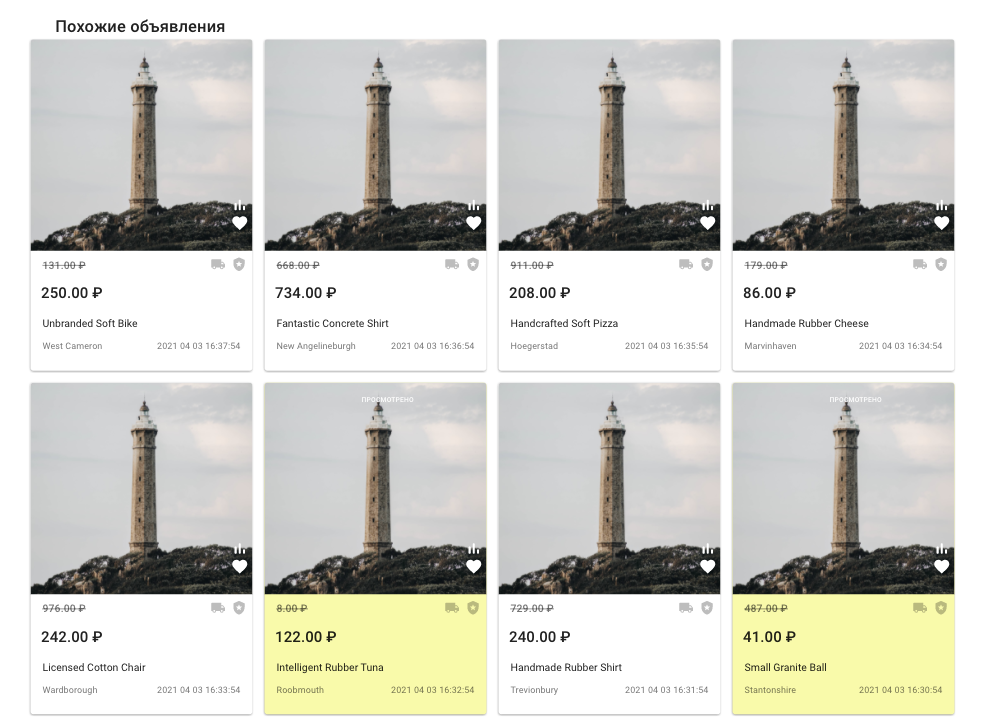 Похожие объявления
131.00 ₽
250.00 ₽
Unbranded Soft Bike
West Cameron 2021 04 03 16:37:54
668.00 ₽
734.00 ₽
Fantastic Concrete Shirt
New Angelineburgh 2021 04 03 16:36:54
911.00 ₽
208.00 ₽
Handcrafted Soft Pizza
Hoegerstad 2021 04 03 16:35:54
179.00 ₽
86.00 ₽
Handmade Rubber Cheese
Marvinhaven 2021 04 03 16:34:54
976.00 ₽
242.00 ₽
Licensed Cotton Chair
Wardborough 2021 04 03 16:33:54
ПРОСМОТРЕНО
8.00 ₽
122.00 ₽
Intelligent Rubber Tuna
Roobmouth 2021 04 03 16:32:54
729.00 ₽
240.00 ₽
Handmade Rubber Shirt
Trevionbury 2021 04 03 16:31:54
ПРОСМОТРЕНО
487.00 ₽
41.00 ₽
Small Granite Ball
Stantonshire 2021 04 03 16:30:54